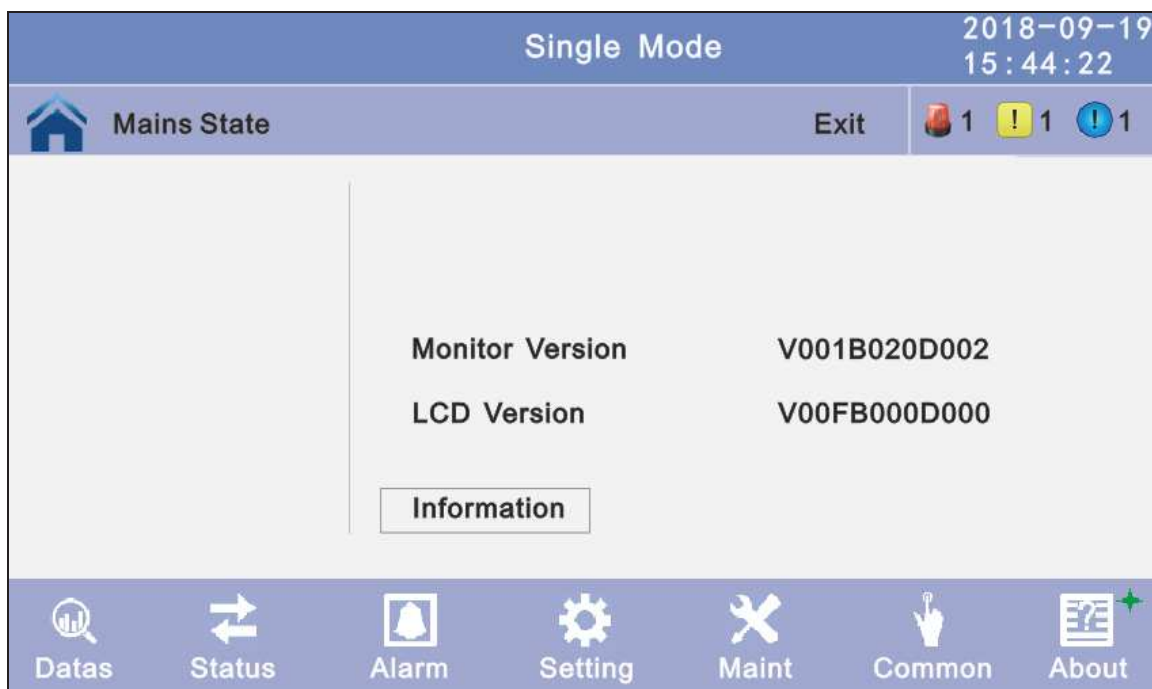 Single Mode
2018-09-19
15:44:22
Mains State
Exit
1
! 1
! 1
Monitor Version V001B020D002
LCD Version V00FB000D000
Information
?
Datas Status Alarm Setting Maint Common About